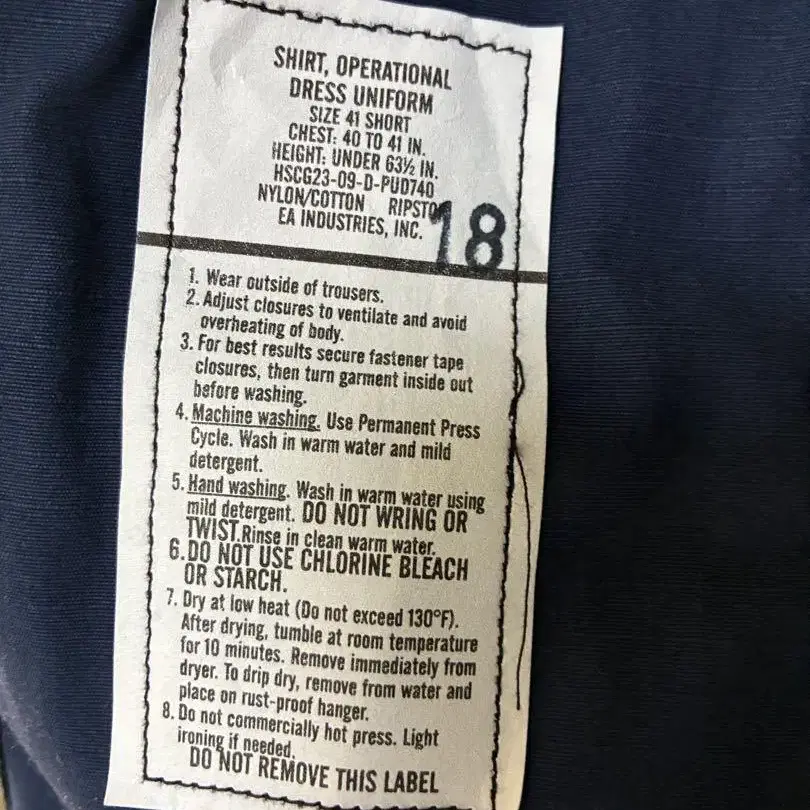 SHIRT, OPERATIONAL
DRESS UNIFORM
SIZE 41 SHORT
CHEST: 40 TO 41 IN.
HEIGHT: UNDER 63½ IN.
HSCG23-09-D-PUD740
NYLON/COTTON RIPSTO
EA INDUSTRIES, INC.
18
1. Wear outside of trousers.
2. Adjust closures to ventilate and avoid
overheating of body.
3. For best results secure fastener tape
closures, then turn garment inside out
before washing.
4. Machine washing. Use Permanent Press
Cycle. Wash in warm water and mild
detergent.
5. Hand washing. Wash in warm water using
mild detergent. DO NOT WRING OR
TWIST.Rinse in clean warm water.
6.DO NOT USE CHLORINE BLEACH
OR STARCH.
7. Dry at low heat (Do not exceed 130°F).
After drying, tumble at room temperature
for 10 minutes. Remove immediately from
dryer. To drip dry, remove from water and
place on rust-proof hanger.
8. Do not commercially hot press. Light
ironing if needed.
DO NOT REMOVE THIS LABEL